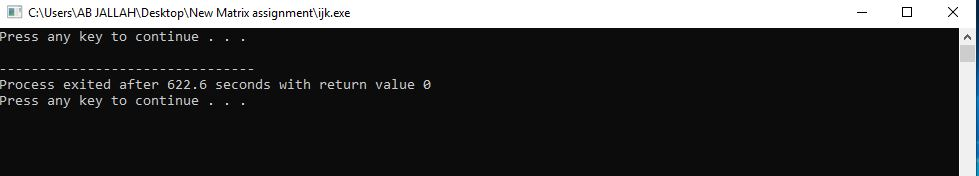 C:\Users\AB JALLAH\Desktop\New Matrix assignment\ijk.exe
Press any key to continue . . .
--------------------------------
Process exited after 622.6 seconds with return value 0
Press any key to continue . . .